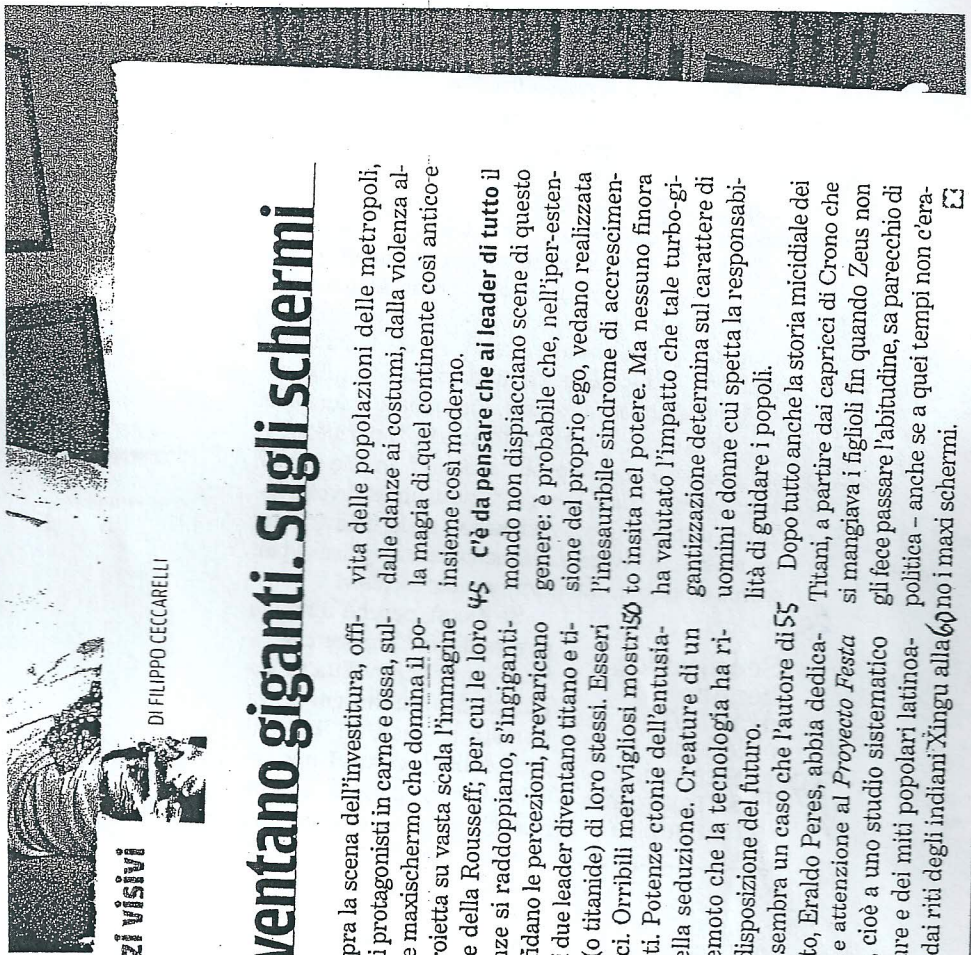 zi visivi
DI FILIPPO CECCARELLI
ventano giganti. Sugli schermi
pra la scena dell'investitura, offi-
i protagonisti in carne e ossa, sul-
e maxischermo che domina il po-
roietta su vasta scala l'immagine
e della Rousseff; per cui le loro
nze si raddoppiano, s'ingiganti-
fidano le percezioni, prevaricano
i due leader diventano titano e ti-
(o titanide) di loro stessi. Esseri
ci. Orribili meravigliosi mostri
ti. Potenze ctonie dell'entusia-
ella seduzione. Creature di un
emoto che la tecnologia ha ri-
disposizione del futuro.
sembra un caso che l'autore di
to, Eraldo Peres, abbia dedica-
e attenzione al Proyecto Festa
, cioè a uno studio sistematico
are e dei miti popolari latinoa-
dai riti degli indiani Xingu alla
vita delle popolazioni delle metropoli,
dalle danze ai costumi, dalla violenza al-
la magia di quel continente così antico e
insieme così moderno.
45 C'è da pensare che ai leader di tutto il
mondo non dispiacciano scene di questo
genere: è probabile che, nell'iper-esten-
sione del proprio ego, vedano realizzata
l'inesauribile sindrome di accrescimen-
50 to insita nel potere. Ma nessuno finora
ha valutato l'impatto che tale turbo-gi-
gantizzazione determina sul carattere di
uomini e donne cui spetta la responsabi-
lità di guidare i popoli.
55 Dopo tutto anche la storia micidiale dei
Titani, a partire dai capricci di Crono che
si mangiava i figlioli fin quando Zeus non
gli fece passare l'abitudine, sa parecchio di
politica – anche se a quei tempi non c'era-
60 no i maxi schermi.